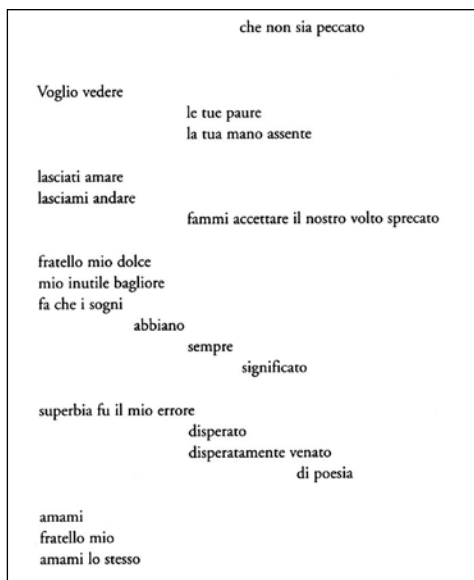 che non sia peccato
Voglio vedere
le tue paure
la tua mano assente
lasciati amare
lasciami andare
fammi accettare il nostro volto sprecato
fratello mio dolce
mio inutile bagliore
fa che i sogni
abbiano
sempre
significato
superbia fu il mio errore
disperato
disperatamente venato
di poesia
amami
fratello mio
amami lo stesso